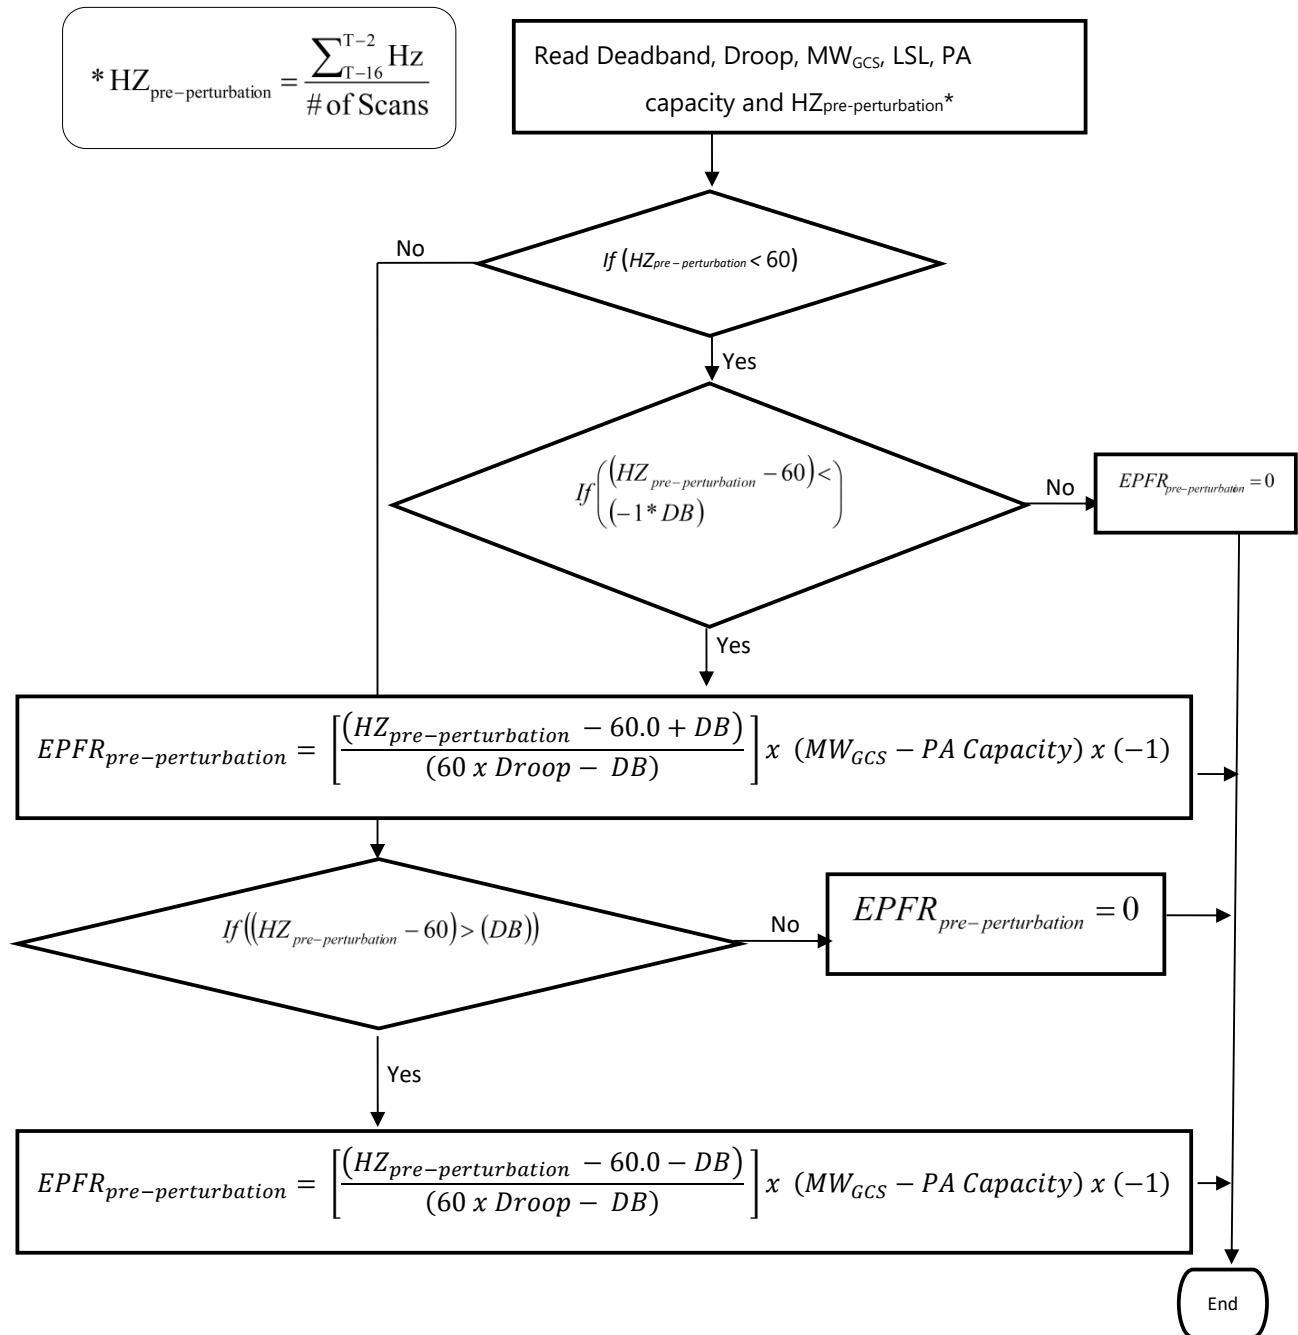 * HZ_pre−perturbation = ∑_T−16^T−2 Hz / # of Scans
Read Deadband, Droop, MW_GCS, LSL, PA
capacity and HZpre-perturbation*
If (HZ_pre − perturbation < 60)
No
Yes
If ((HZ_pre−perturbation − 60) <
(−1* DB))
No
EPFR_pre−perturbation = 0
Yes
EPFR_pre−perturbation = [(HZ_pre−perturbation − 60.0 + DB) / (60 x Droop − DB)] x (MW_GCS − PA Capacity) x (−1)
If((HZ_pre−perturbation − 60) > (DB))
No
EPFR_pre−perturbation = 0
Yes
EPFR_pre−perturbation = [(HZ_pre−perturbation − 60.0 − DB) / (60 x Droop − DB)] x (MW_GCS − PA Capacity) x (−1)
End